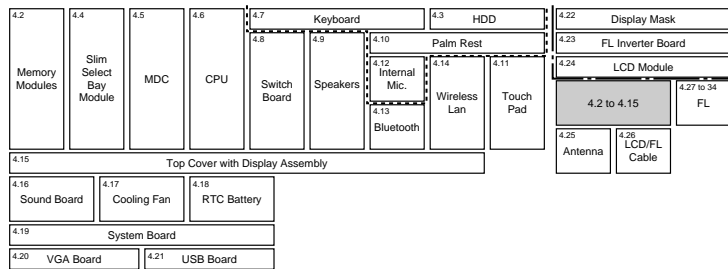 4.2
Memory
Modules
4.4
Slim
Select
Bay
Module
4.5
MDC
4.6
CPU
4.7
Keyboard
4.3
HDD
4.8
Switch
Board
4.9
Speakers
4.10
Palm Rest
4.12
Internal
Mic.
4.13
Bluetooth
4.14
Wireless
Lan
4.11
Touch
Pad
4.15
Top Cover with Display Assembly
4.16
Sound Board
4.17
Cooling Fan
4.18
RTC Battery
4.19
System Board
4.20
VGA Board
4.21
USB Board
4.22
Display Mask
4.23
FL Inverter Board
4.24
LCD Module
4.2 to 4.15
4.27 to 34
FL
4.25
Antenna
4.26
LCD/FL
Cable